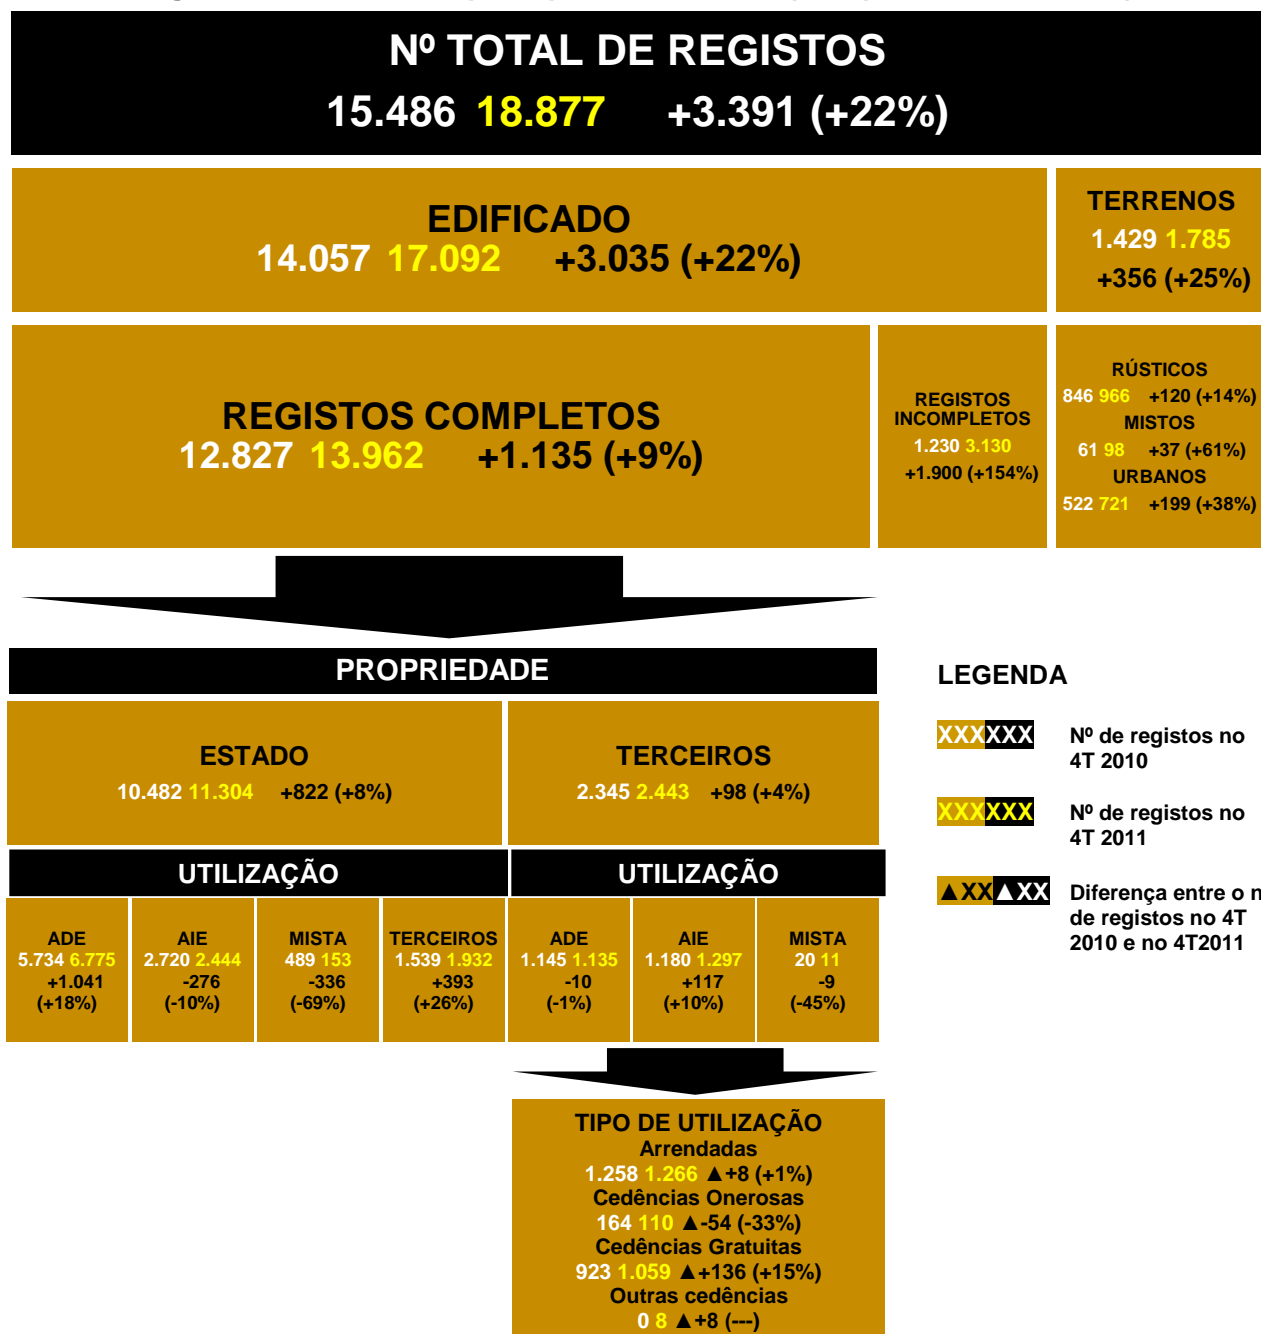 Nº TOTAL DE REGISTOS
15.486 18.877 +3.391 (+22%)
EDIFICADO
14.057 17.092 +3.035 (+22%)
TERRENOS
1.429 1.785
+356 (+25%)
REGISTOS COMPLETOS
12.827 13.962 +1.135 (+9%)
REGISTOS
INCOMPLETOS
1.230 3.130
+1.900 (+154%)
RÚSTICOS
846 966 +120 (+14%)
MISTOS
61 98 +37 (+61%)
URBANOS
522 721 +199 (+38%)
PROPRIEDADE
ESTADO
10.482 11.304 +822 (+8%)
TERCEIROS
2.345 2.443 +98 (+4%)
UTILIZAÇÃO
UTILIZAÇÃO
ADE
5.734 6.775
+1.041
(+18%)
AIE
2.720 2.444
-276
(-10%)
MISTA
489 153
-336
(-69%)
TERCEIROS
1.539 1.932
+393
(+26%)
ADE
1.145 1.135
-10
(-1%)
AIE
1.180 1.297
+117
(+10%)
MISTA
20 11
-9
(-45%)
TIPO DE UTILIZAÇÃO
Arrendadas
1.258 1.266 ▲+8 (+1%)
Cedências Onerosas
164 110 ▲-54 (-33%)
Cedências Gratuitas
923 1.059 ▲+136 (+15%)
Outras cedências
0 8 ▲+8 (---)
LEGENDA
XXXXXX Nº de registos no
4T 2010
XXXXXX Nº de registos no
4T 2011
▲XX▲XX Diferença entre o n
de registos no 4T
2010 e no 4T2011